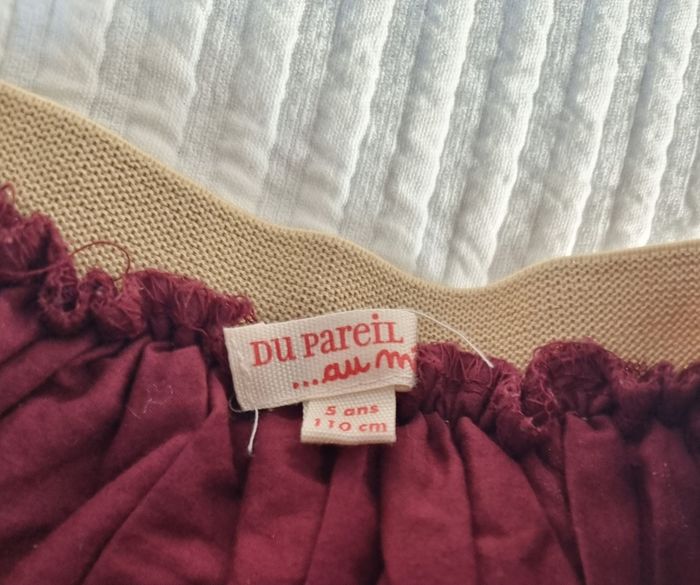 DU PAREIL
...au m
5 ans
110 cm